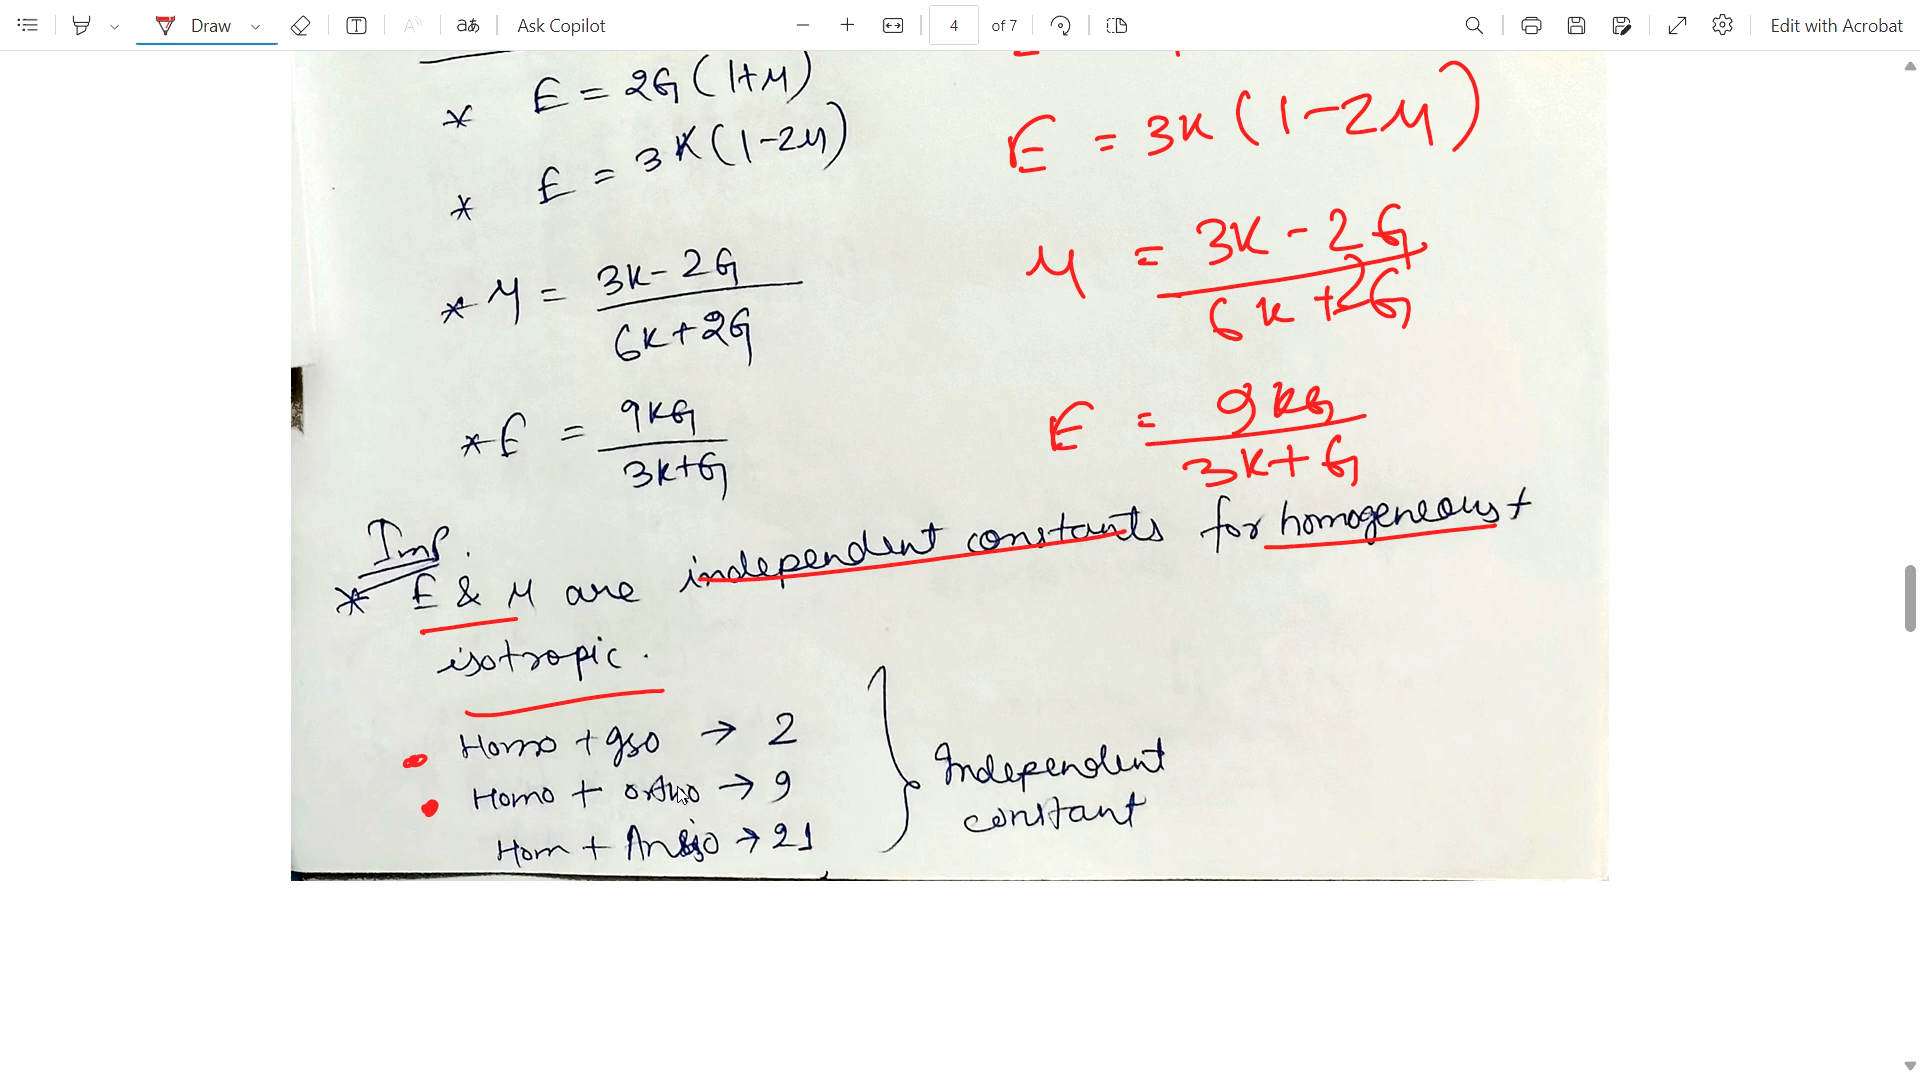 Draw
aあ
Ask Copilot
4 of 7
Edit with Acrobat
* E = 2G (1+μ)
* E = 3K(1-2μ)
* μ = 3K-2G / 6K+2G
* E = 9KG / 3K+G
E = 3K (1-2μ)
μ = 3K-2G / 6K+2G
E = 9KG / 3K+G
Imp.
* E & μ are independent constants for homogeneous +
isotropic.
Homo + Iso → 2
Homo + ortho → 9
Hom + Aniso → 21
Independent
constant